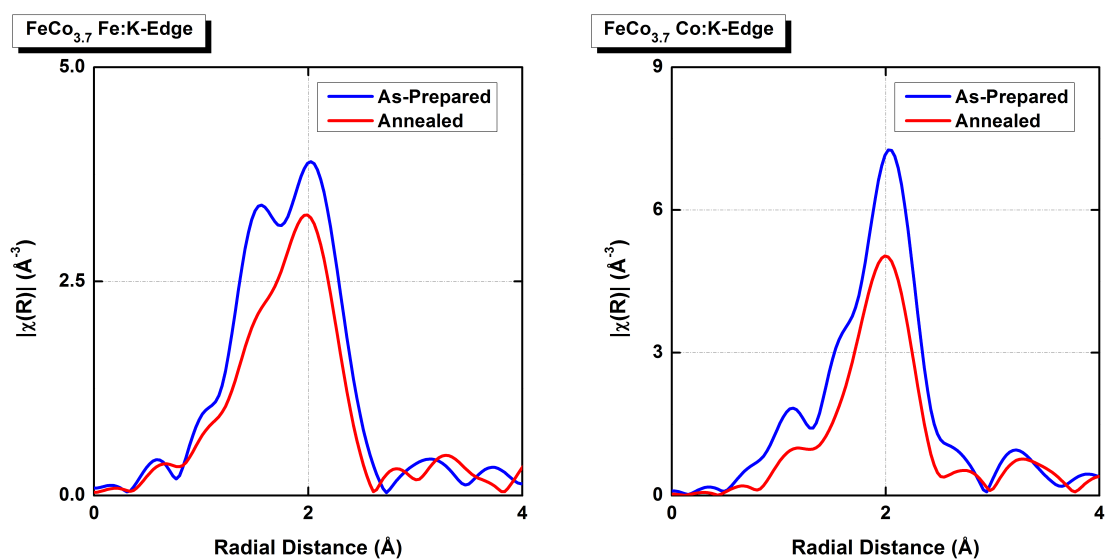 FeCo3.7 Fe:K-Edge
5.0
2.5
0.0
0
2
4
As-Prepared
Annealed
|χ(R)| (Å-3)
Radial Distance (Å)
FeCo3.7 Co:K-Edge
9
6
3
0
0
2
4
As-Prepared
Annealed
|χ(R)| (Å-3)
Radial Distance (Å)